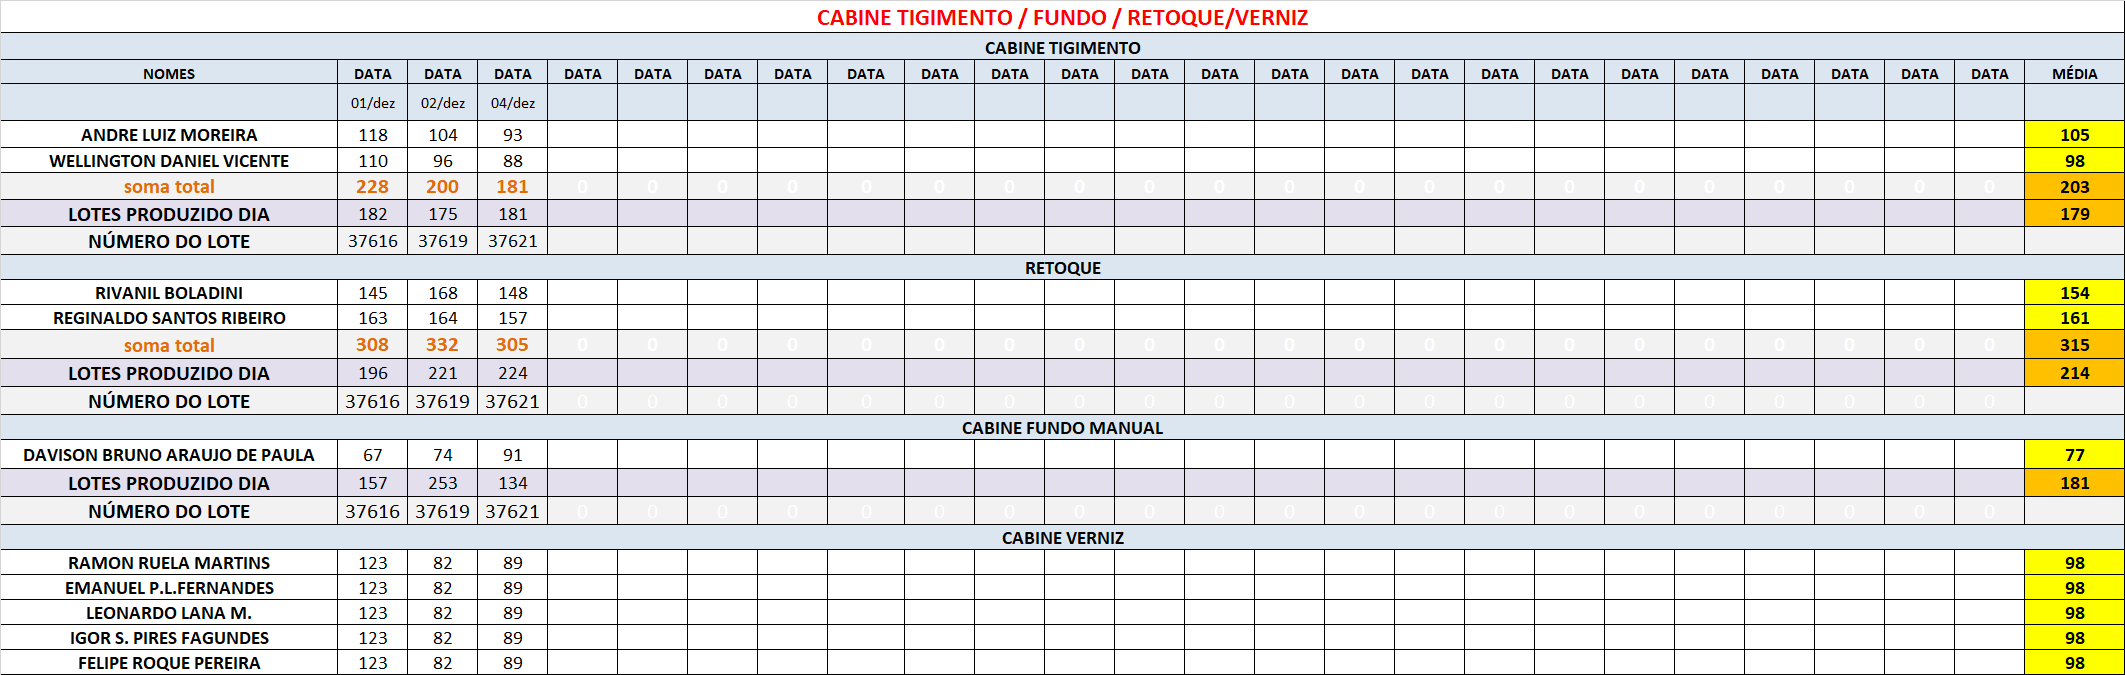 CABINE TIGIMENTO / FUNDO / RETOQUE/VERNIZ
CABINE TIGIMENTO
NOMES DATA DATA DATA DATA DATA DATA DATA DATA DATA DATA DATA DATA DATA DATA DATA DATA DATA DATA DATA DATA DATA DATA DATA DATA MÉDIA
01/dez 02/dez 04/dez
ANDRE LUIZ MOREIRA 118 104 93 105
WELLINGTON DANIEL VICENTE 110 96 88 98
soma total 228 200 181 0 0 0 0 0 0 0 0 0 0 0 0 0 0 0 0 0 0 0 0 0 203
LOTES PRODUZIDO DIA 182 175 181 179
NÚMERO DO LOTE 37616 37619 37621
RETOQUE
RIVANIL BOLADINI 145 168 148 154
REGINALDO SANTOS RIBEIRO 163 164 157 161
soma total 308 332 305 0 0 0 0 0 0 0 0 0 0 0 0 0 0 0 0 0 0 0 0 0 315
LOTES PRODUZIDO DIA 196 221 224 214
NÚMERO DO LOTE 37616 37619 37621 0 0 0 0 0 0 0 0 0 0 0 0 0 0 0 0 0 0 0 0 0
CABINE FUNDO MANUAL
DAVISON BRUNO ARAUJO DE PAULA 67 74 91 77
LOTES PRODUZIDO DIA 157 253 134 181
NÚMERO DO LOTE 37616 37619 37621 0 0 0 0 0 0 0 0 0 0 0 0 0 0 0 0 0 0 0 0 0
CABINE VERNIZ
RAMON RUELA MARTINS 123 82 89 98
EMANUEL P.L.FERNANDES 123 82 89 98
LEONARDO LANA M. 123 82 89 98
IGOR S. PIRES FAGUNDES 123 82 89 98
FELIPE ROQUE PEREIRA 123 82 89 98